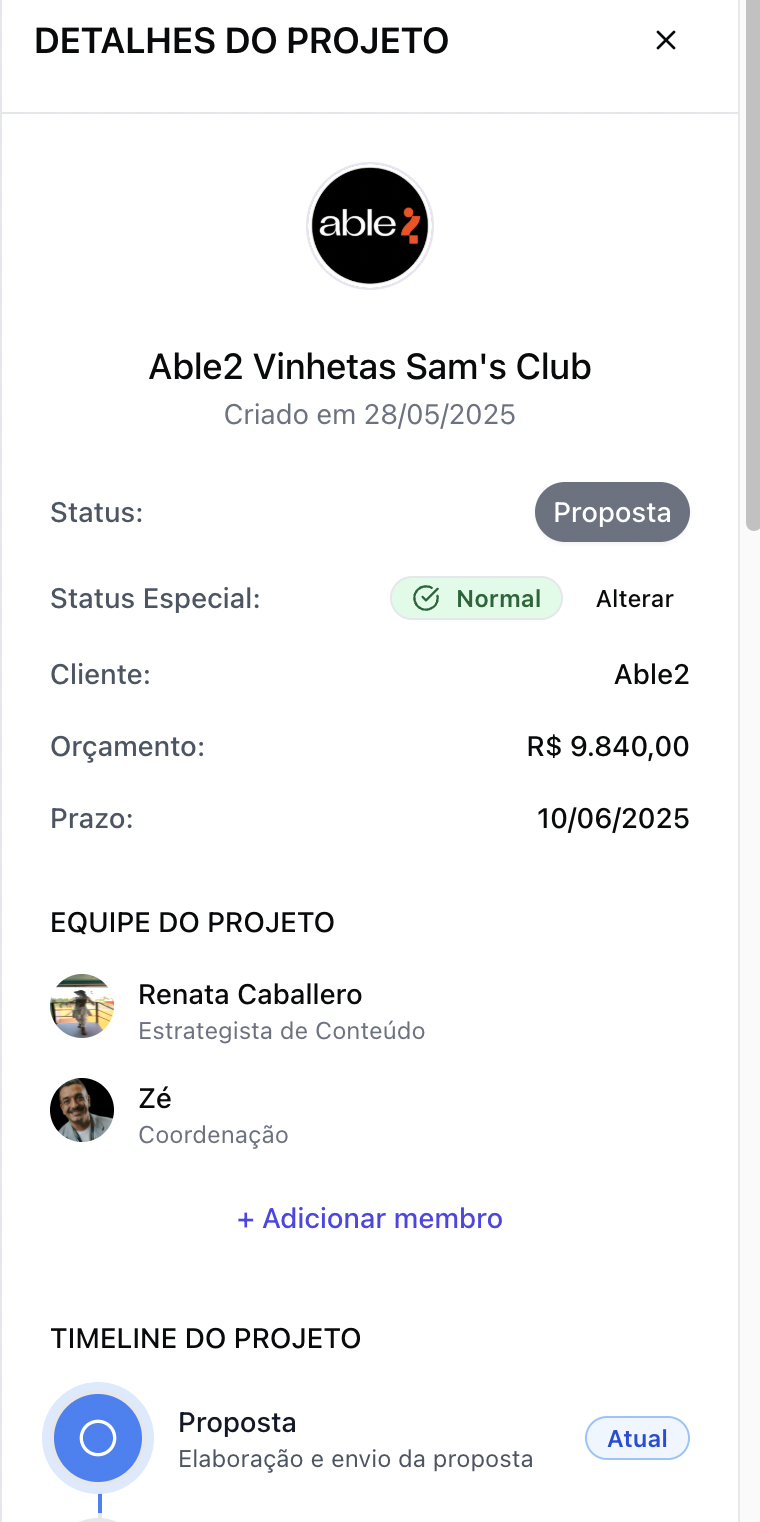 DETALHES DO PROJETO
able2
Able2 Vinhetas Sam's Club
Criado em 28/05/2025
Status: Proposta
Status Especial: Normal Alterar
Cliente: Able2
Orçamento: R$ 9.840,00
Prazo: 10/06/2025
EQUIPE DO PROJETO
Renata Caballero
Estrategista de Conteúdo
Zé
Coordenação
+ Adicionar membro
TIMELINE DO PROJETO
Proposta
Elaboração e envio da proposta
Atual